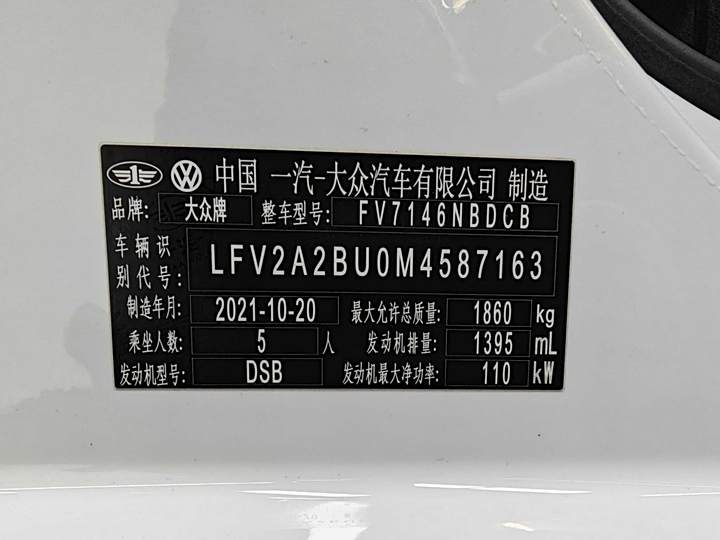 中国 一汽-大众汽车有限公司 制造
品牌: 大众牌 整车型号: FV7146NBDCB
车辆识别代号: LFV2A2BU0M4587163
制造年月: 2021-10-20 最大允许总质量: 1860 kg
乘坐人数: 5 人 发动机排量: 1395 mL
发动机型号: DSB 发动机最大净功率: 110 kW